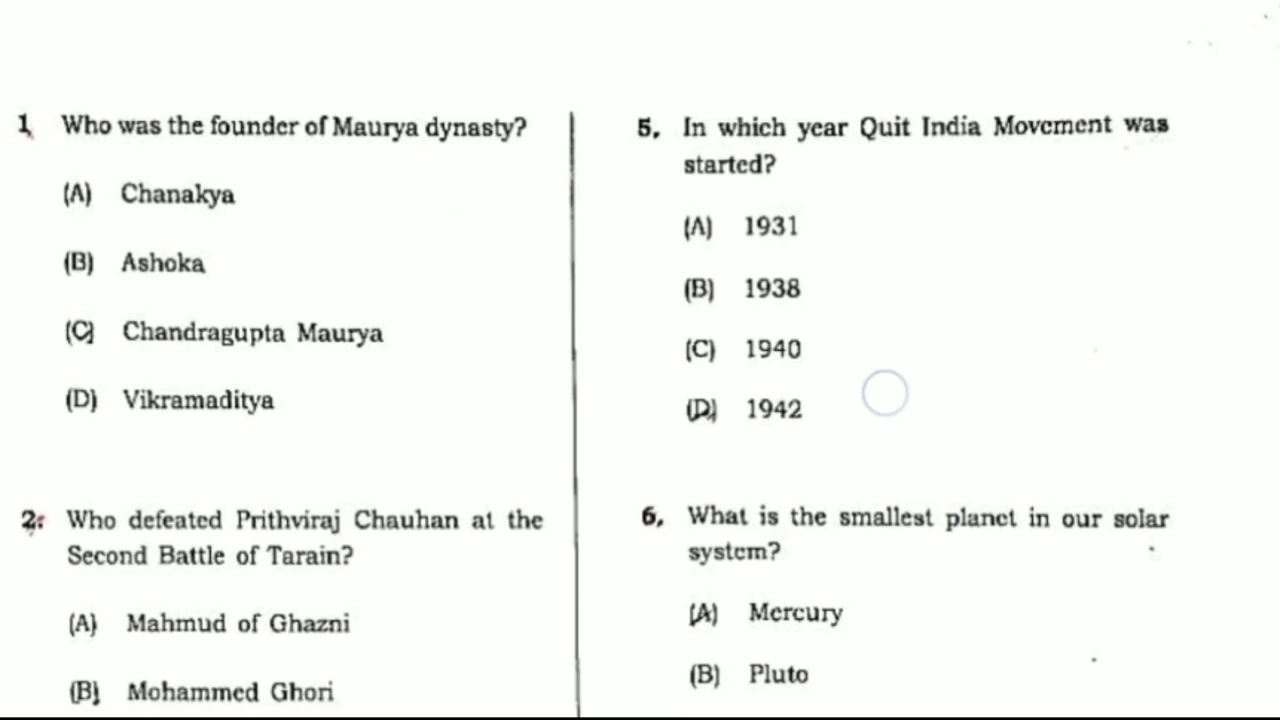 1. Who was the founder of Maurya dynasty?
(A) Chanakya
(B) Ashoka
(C) Chandragupta Maurya
(D) Vikramaditya
2. Who defeated Prithviraj Chauhan at the
Second Battle of Tarain?
(A) Mahmud of Ghazni
(B) Mohammed Ghori
5. In which year Quit India Movement was
started?
(A) 1931
(B) 1938
(C) 1940
(D) 1942
6. What is the smallest planet in our solar
system?
(A) Mercury
(B) Pluto